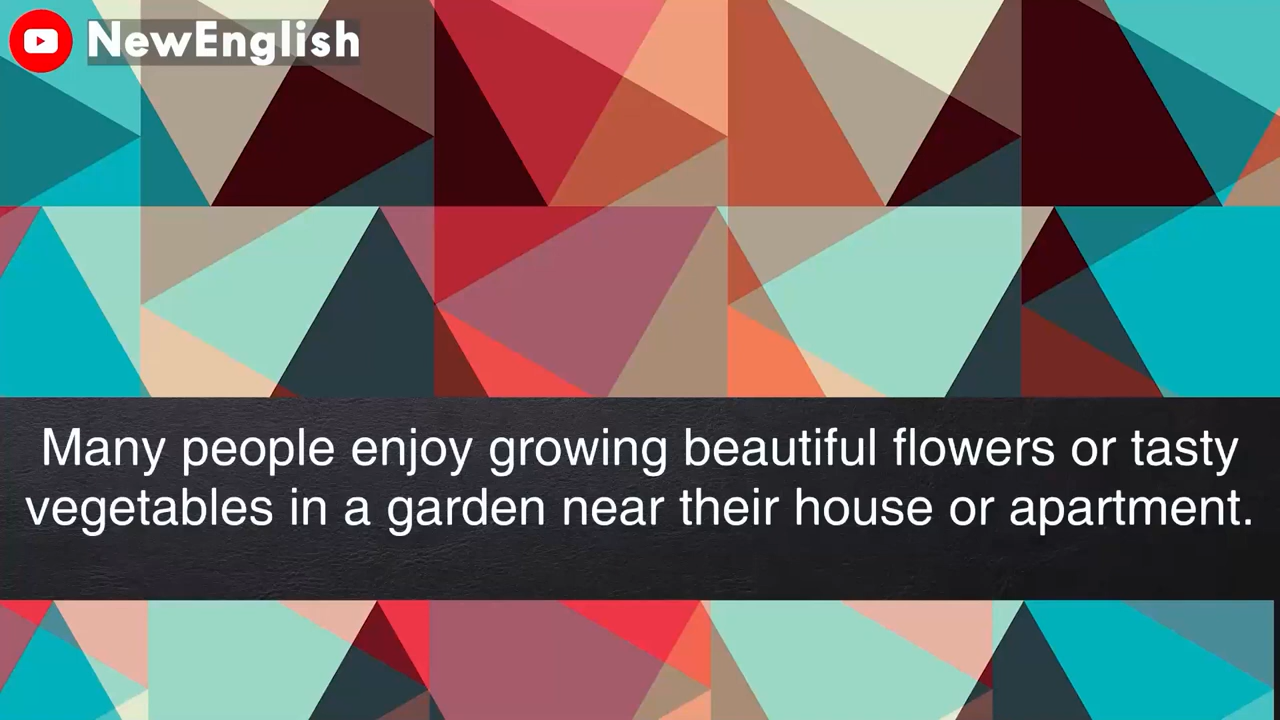 NewEnglish
Many people enjoy growing beautiful flowers or tasty
vegetables in a garden near their house or apartment.